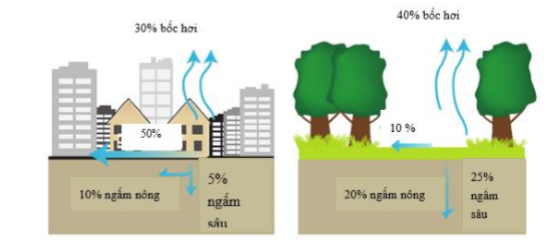 30% bốc hơi
50%
10% ngấm nông
5%
ngấm
sâu
40% bốc hơi
10 %
20% ngấm nông
25%
ngâm
sâu